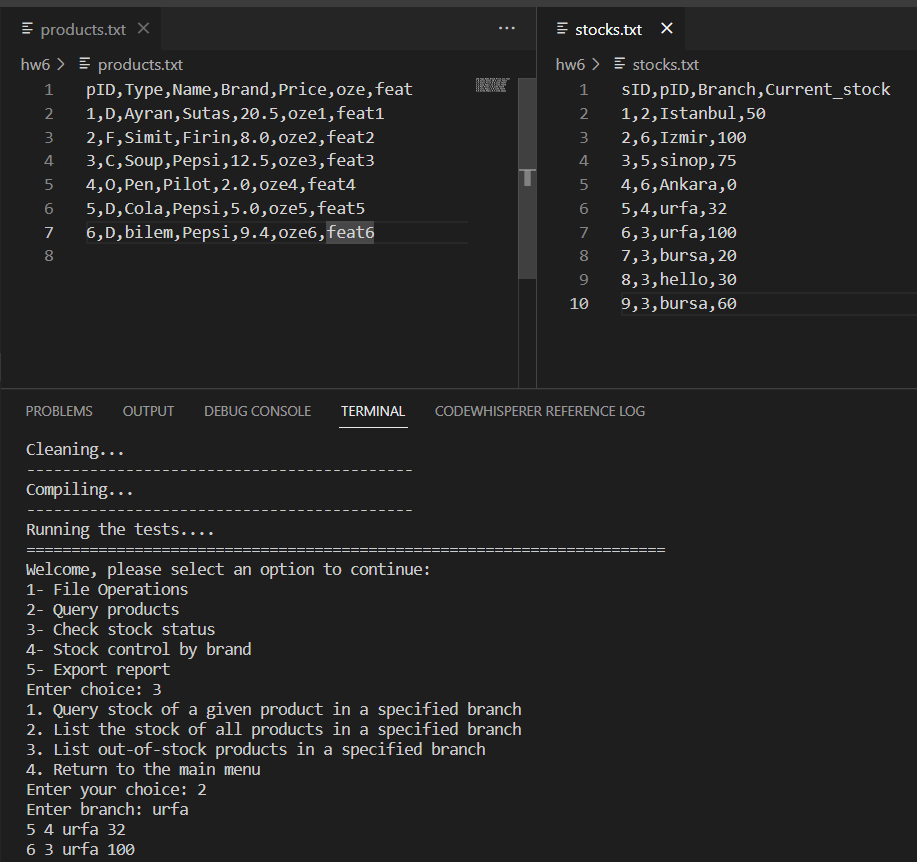 products.txt
hw6 > products.txt
1 pID,Type,Name,Brand,Price,oze,feat
2 1,D,Ayran,Sutas,20.5,oze1,feat1
3 2,F,Simit,Firin,8.0,oze2,feat2
4 3,C,Soup,Pepsi,12.5,oze3,feat3
5 4,O,Pen,Pilot,2.0,oze4,feat4
6 5,D,Cola,Pepsi,5.0,oze5,feat5
7 6,D,bilem,Pepsi,9.4,oze6,feat6
8
stocks.txt
hw6 > stocks.txt
1 sID,pID,Branch,Current_stock
2 1,2,Istanbul,50
3 2,6,Izmir,100
4 3,5,sinop,75
5 4,6,Ankara,0
6 5,4,urfa,32
7 6,3,urfa,100
8 7,3,bursa,20
9 8,3,hello,30
10 9,3,bursa,60
PROBLEMS OUTPUT DEBUG CONSOLE TERMINAL CODEWHISPERER REFERENCE LOG
Cleaning...
-------------------------------------------
Compiling...
-------------------------------------------
Running the tests....
=======================================================================
Welcome, please select an option to continue:
1- File Operations
2- Query products
3- Check stock status
4- Stock control by brand
5- Export report
Enter choice: 3
1. Query stock of a given product in a specified branch
2. List the stock of all products in a specified branch
3. List out-of-stock products in a specified branch
4. Return to the main menu
Enter your choice: 2
Enter branch: urfa
5 4 urfa 32
6 3 urfa 100